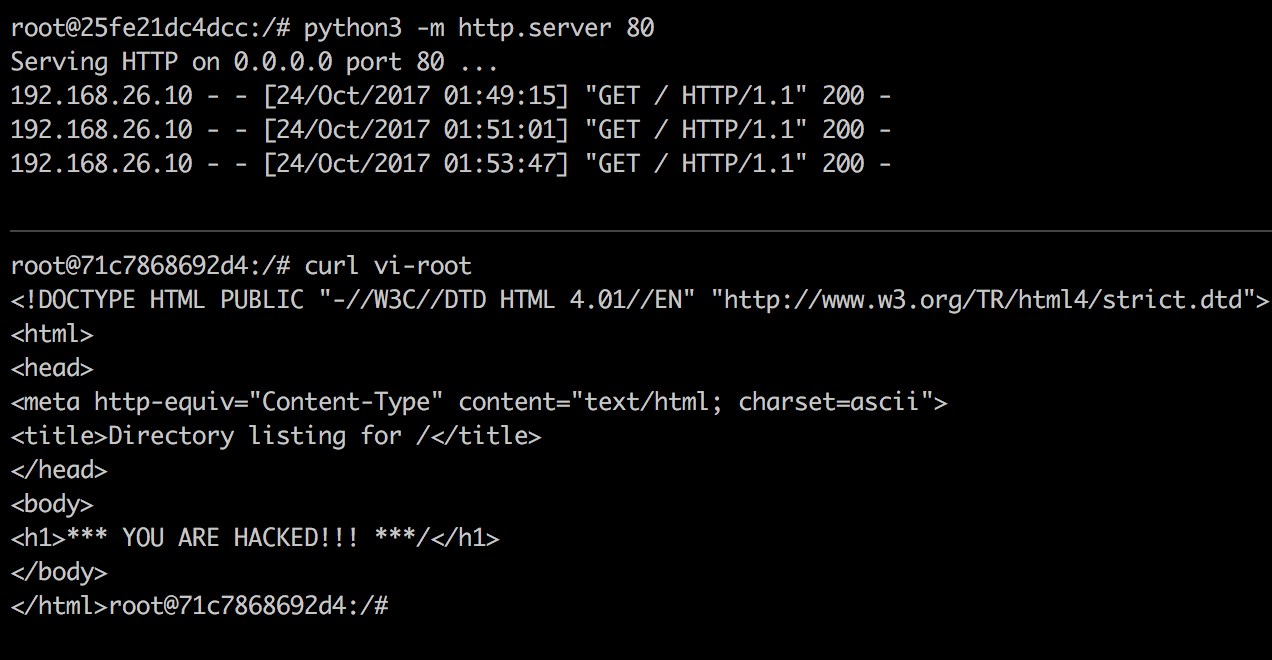 root@25fe21dc4dcc:/# python3 -m http.server 80
Serving HTTP on 0.0.0.0 port 80 ...
192.168.26.10 - - [24/Oct/2017 01:49:15] "GET / HTTP/1.1" 200 -
192.168.26.10 - - [24/Oct/2017 01:51:01] "GET / HTTP/1.1" 200 -
192.168.26.10 - - [24/Oct/2017 01:53:47] "GET / HTTP/1.1" 200 -
root@71c7868692d4:/# curl vi-root
<!DOCTYPE HTML PUBLIC "-//W3C//DTD HTML 4.01//EN" "http://www.w3.org/TR/html4/strict.dtd">
<html>
<head>
<meta http-equiv="Content-Type" content="text/html; charset=ascii">
<title>Directory listing for /</title>
</head>
<body>
<h1>*** YOU ARE HACKED!!! ***/</h1>
</body>
</html>root@71c7868692d4:/#